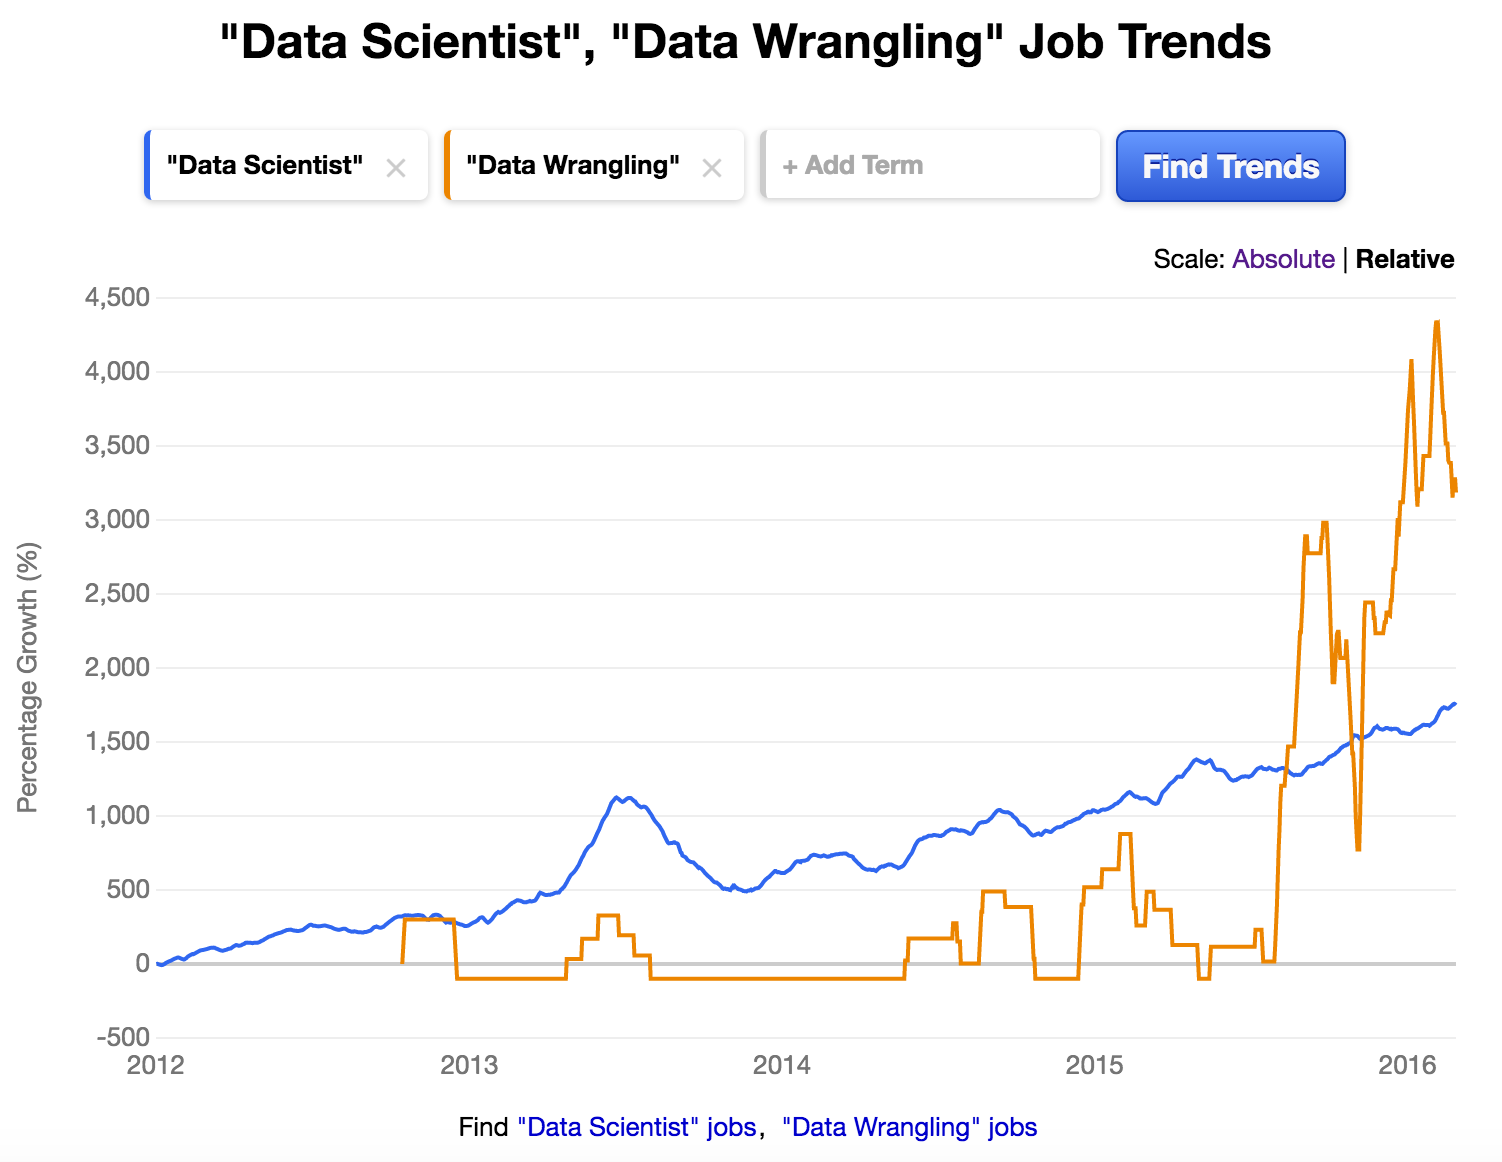 "Data Scientist", "Data Wrangling" Job Trends
"Data Scientist" ×
"Data Wrangling" ×
+ Add Term
Find Trends
Scale: Absolute | Relative
Percentage Growth (%)
4,500
4,000
3,500
3,000
2,500
2,000
1,500
1,000
500
0
-500
2012 2013 2014 2015 2016
Find "Data Scientist" jobs, "Data Wrangling" jobs